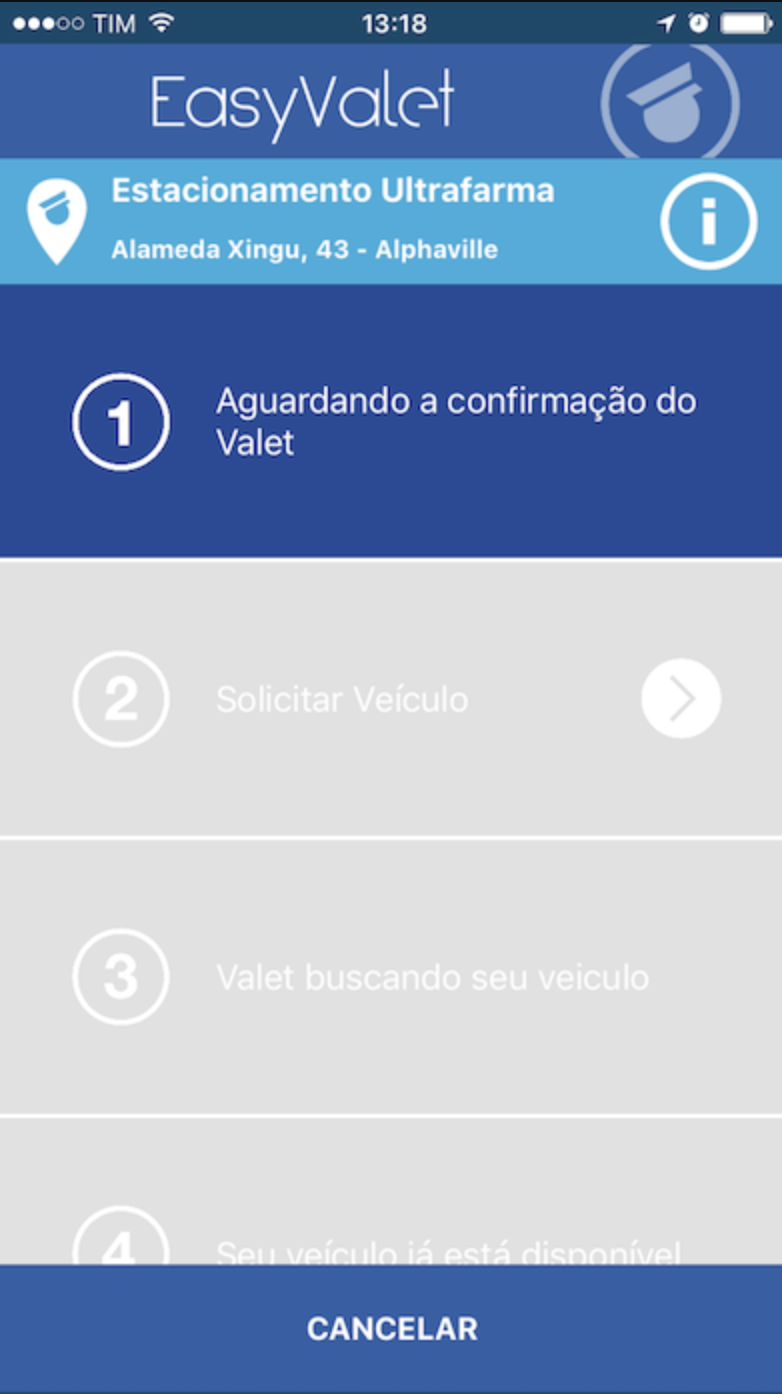 TIM
13:18
EasyValet
Estacionamento Ultrafarma
Alameda Xingu, 43 - Alphaville
i
1
Aguardando a confirmação do
Valet
2
Solicitar Veículo
3
Valet buscando seu veiculo
4
Seu veículo já está disponível
CANCELAR